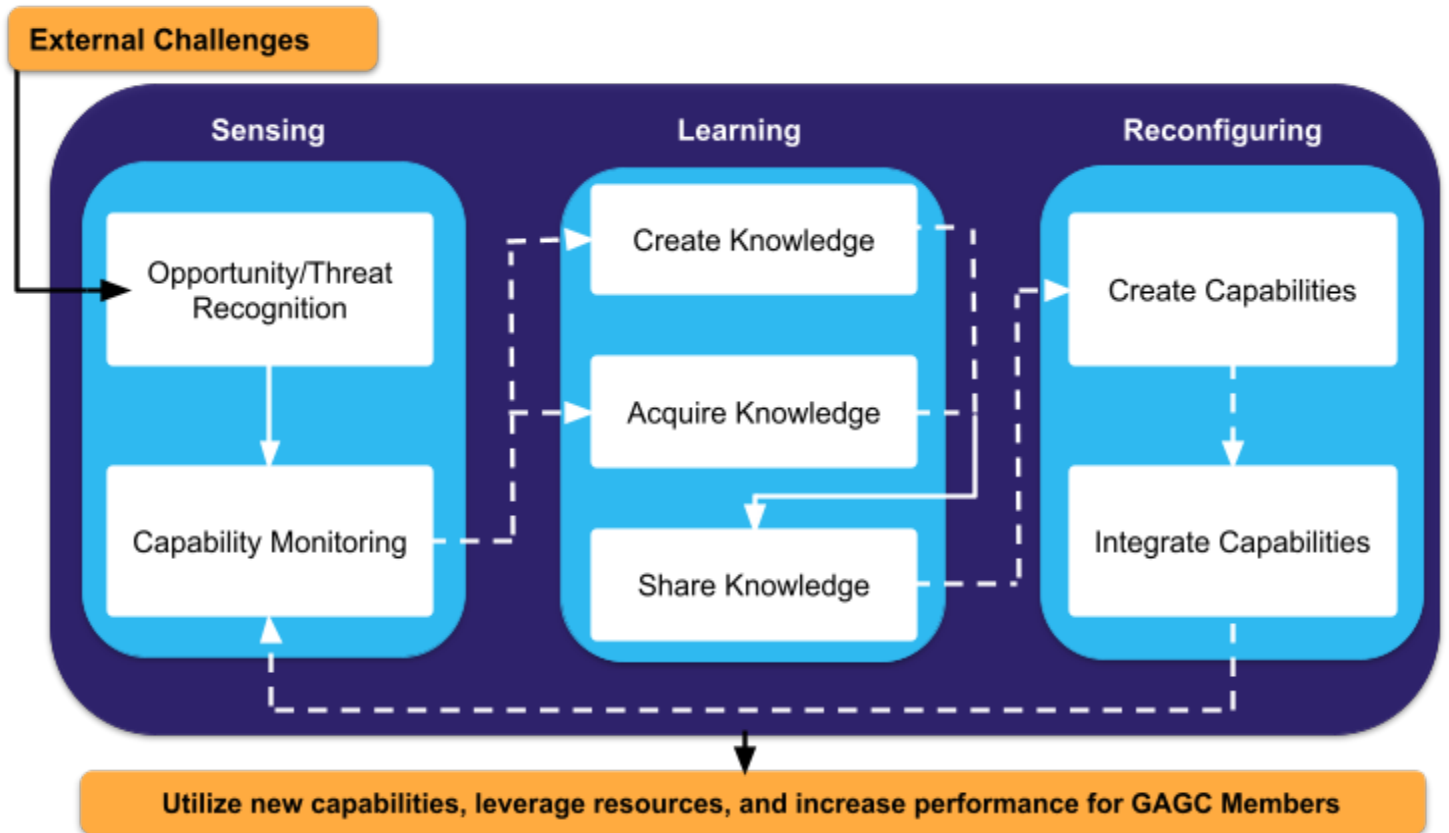 External Challenges
Sensing
Learning
Reconfiguring
Opportunity/Threat
Recognition
Capability Monitoring
Create Knowledge
Acquire Knowledge
Share Knowledge
Create Capabilities
Integrate Capabilities
Utilize new capabilities, leverage resources, and increase performance for GAGC Members